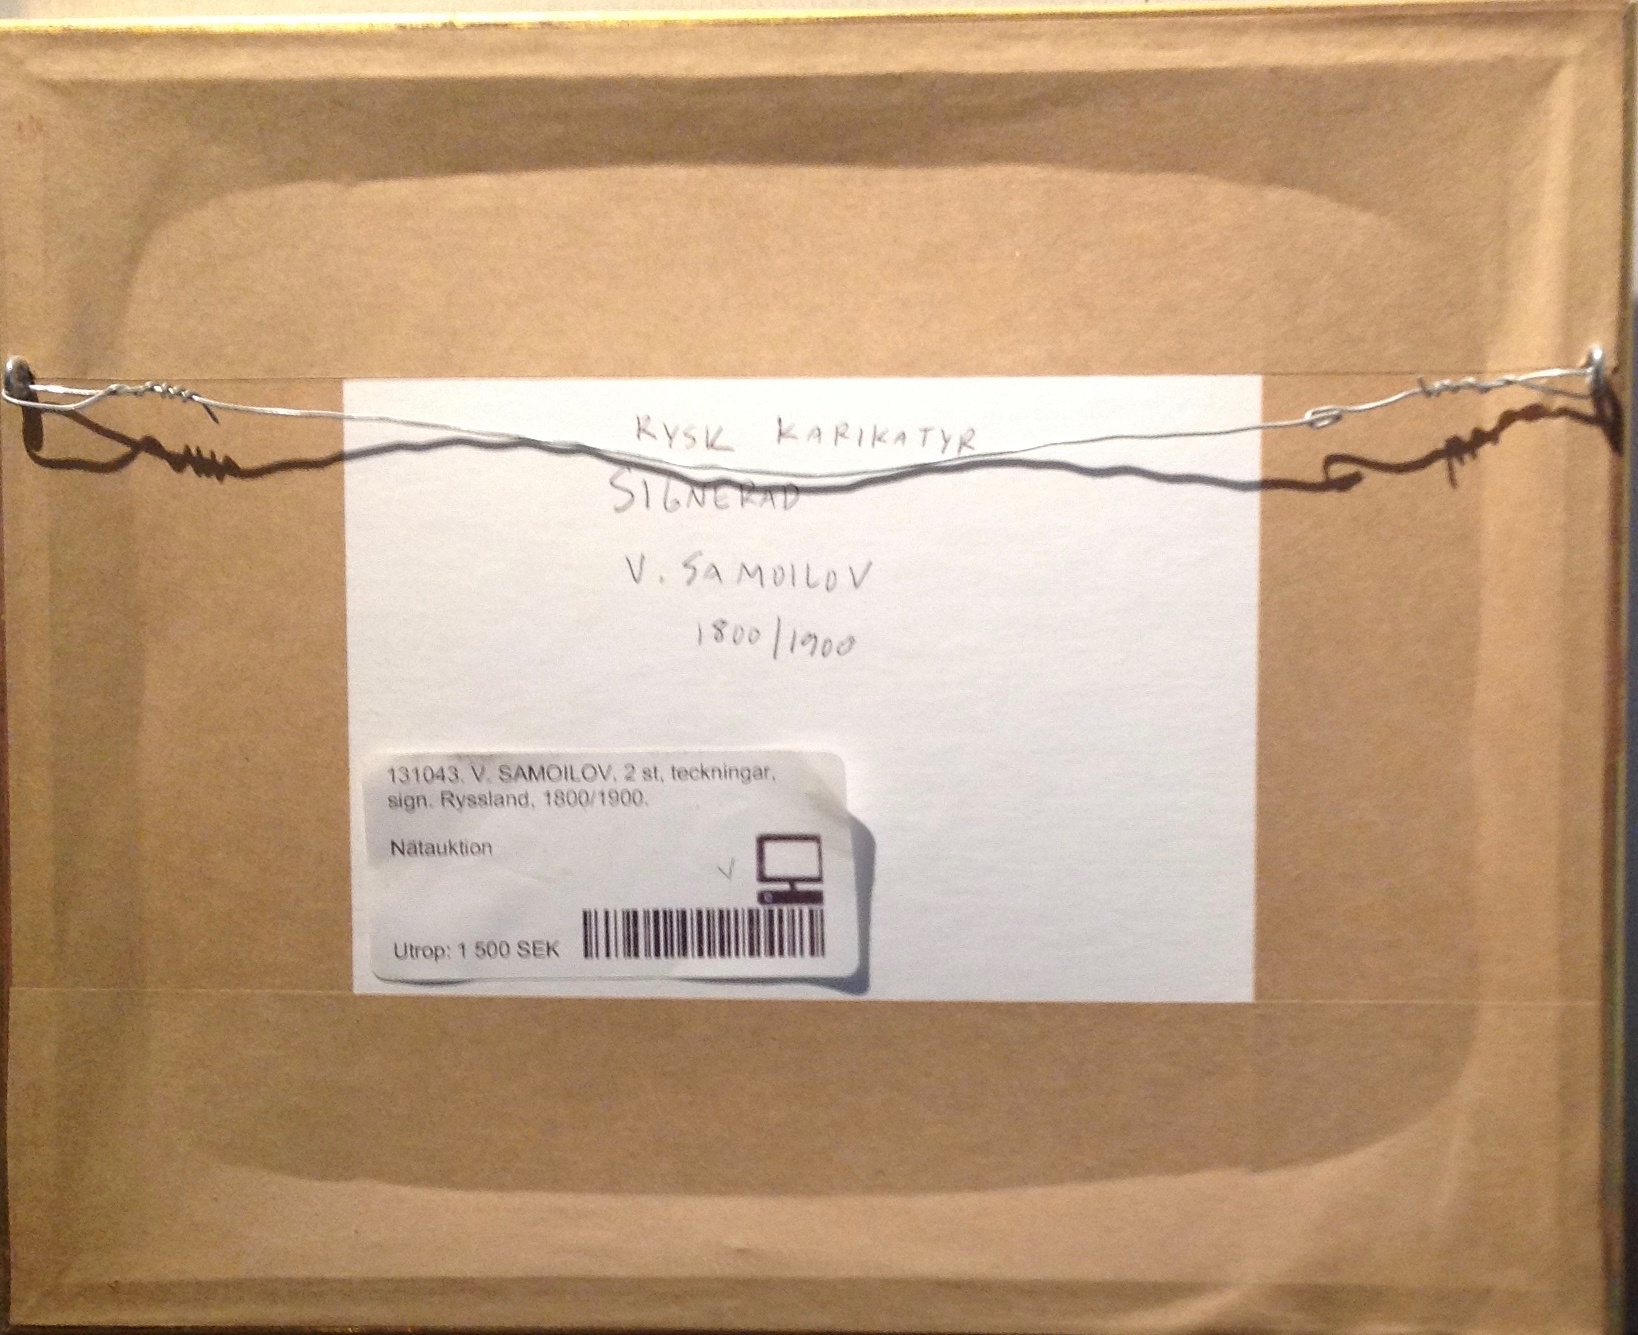 RYSK KARIKATYR
SIGNERAD
V. SAMOILOV
1800/1900
131043. V. SAMOILOV, 2 st, teckningar,
sign. Ryssland, 1800/1900.
Nätauktion
Utrop: 1 500 SEK